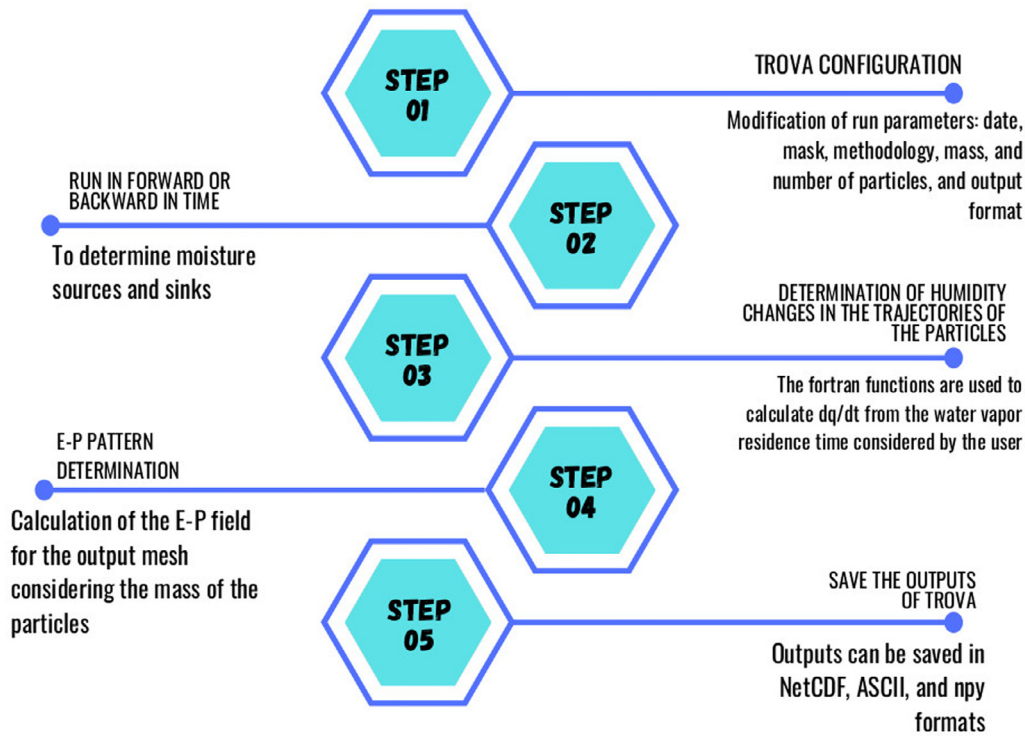 STEP
01
TROVA CONFIGURATION
Modification of run parameters: date,
mask, methodology, mass, and
number of particles, and output
format
STEP
02
RUN IN FORWARD OR
BACKWARD IN TIME
To determine moisture
sources and sinks
STEP
03
DETERMINATION OF HUMIDITY
CHANGES IN THE TRAJECTORIES OF
THE PARTICLES
The fortran functions are used to
calculate dq/dt from the water vapor
residence time considered by the user
STEP
04
E-P PATTERN
DETERMINATION
Calculation of the E-P field
for the output mesh
considering the mass of the
particles
STEP
05
SAVE THE OUTPUTS
OF TROVA
Outputs can be saved in
NetCDF, ASCII, and npy
formats